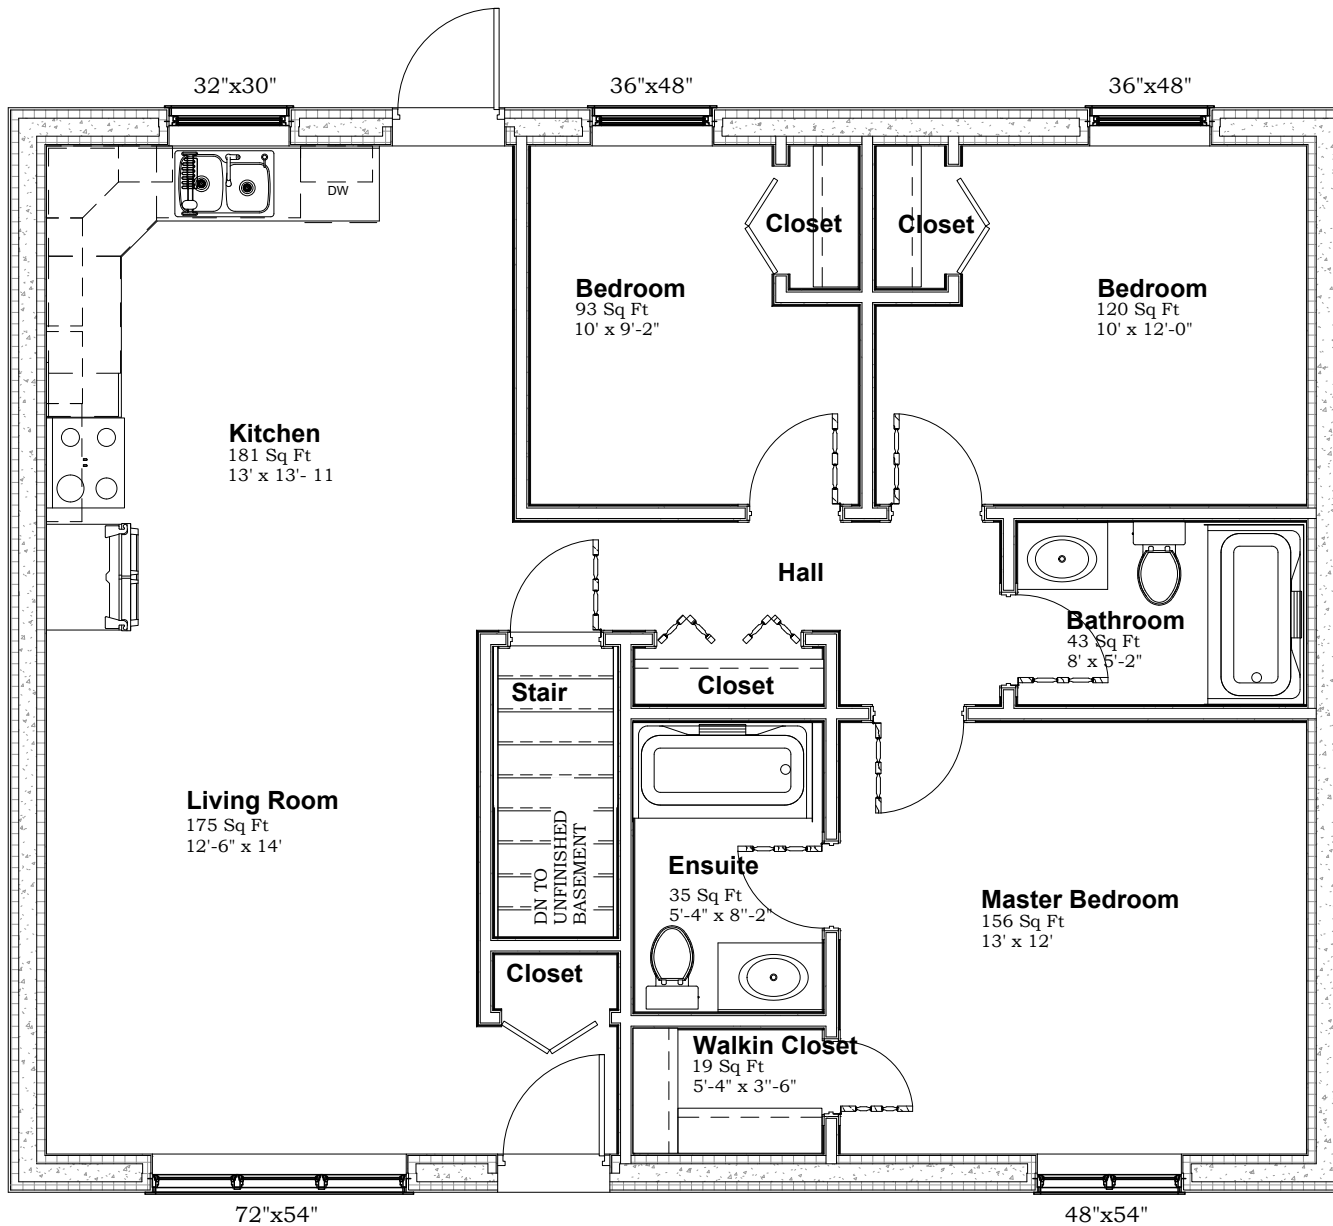 32"x30"
36"x48"
36"x48"
DW
Closet
Closet
Bedroom
93 Sq Ft
10' x 9'-2"
Bedroom
120 Sq Ft
10' x 12'-0"
Kitchen
181 Sq Ft
13' x 13'- 11
Hall
Bathroom
43 Sq Ft
8' x 5'-2"
Stair
Closet
Living Room
175 Sq Ft
12'-6" x 14'
DN TO
UNFINISHED
BASEMENT
Ensuite
35 Sq Ft
5'-4" x 8"-2"
Master Bedroom
156 Sq Ft
13' x 12'
Closet
Walkin Closet
19 Sq Ft
5'-4" x 3"-6"
72"x54"
48"x54"